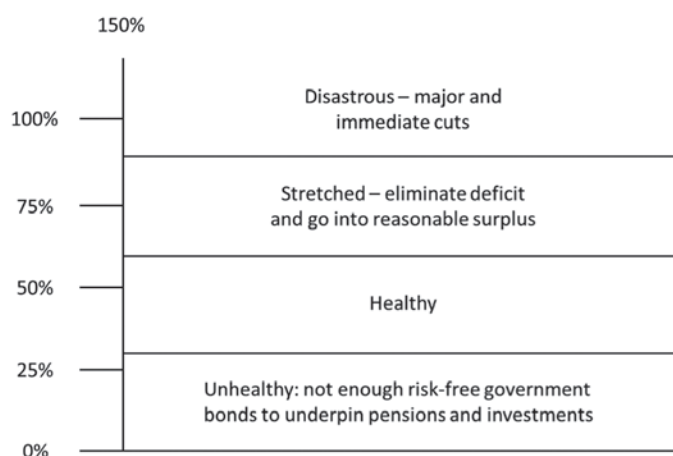 150%
Disastrous – major and
immediate cuts
100%
Stretched – eliminate deficit
and go into reasonable surplus
75%
Healthy
50%
25%
Unhealthy: not enough risk-free government
bonds to underpin pensions and investments
0%